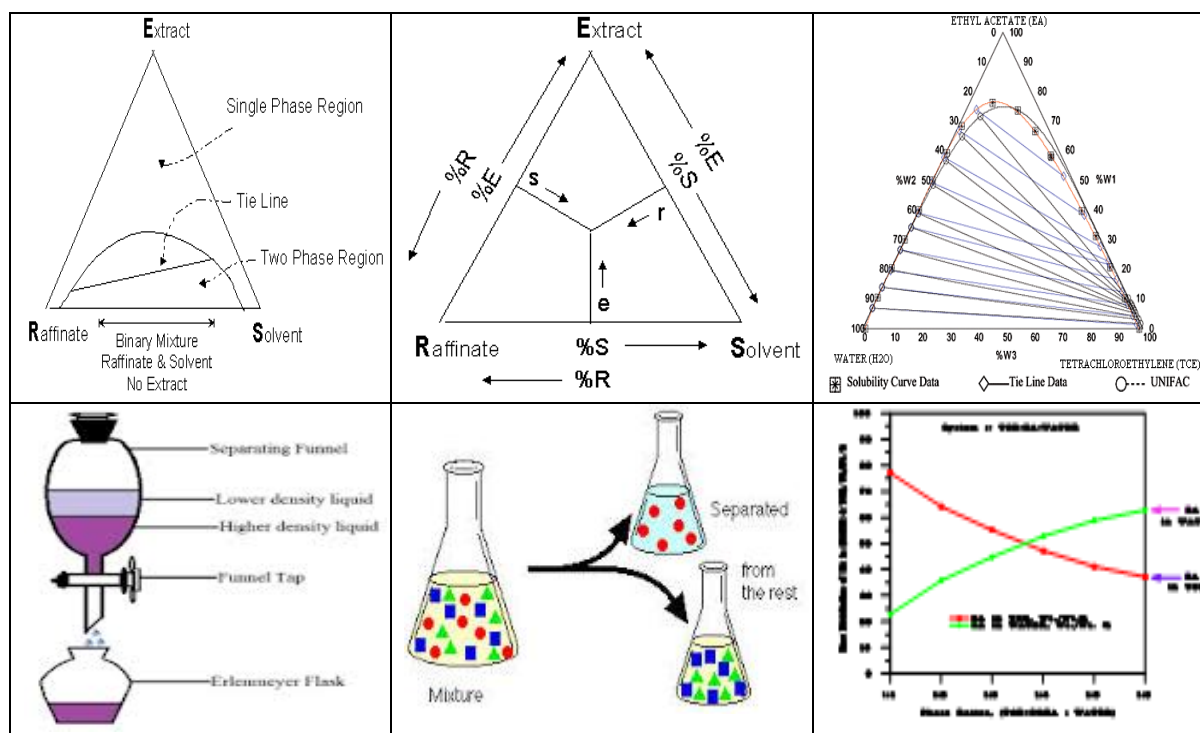 Extract
Single Phase Region
Tie Line
Two Phase Region
Raffinate
Solvent
Binary Mixture
Raffinate & Solvent
No Extract
Extract
%R
%E
%E
%S
s
r
e
Raffinate
%S
Solvent
%R
ETHYL ACETATE (EA)
0 100
10 90
20 80
30 70
40 60
%W2 50 50 %W1
60 40
70 30
80 20
90 10
100 0
0 10 20 30 40 50 60 70 80 90 100
%W3
WATER (H2O)
TETRACHLOROETHYLENE (TCE)
Solubility Curve Data
Tie Line Data
UNIFAC
Separating Funnel
Lower density liquid
Higher density liquid
Funnel Tap
Erlenmeyer Flask
Mixture
Separated
from
the rest